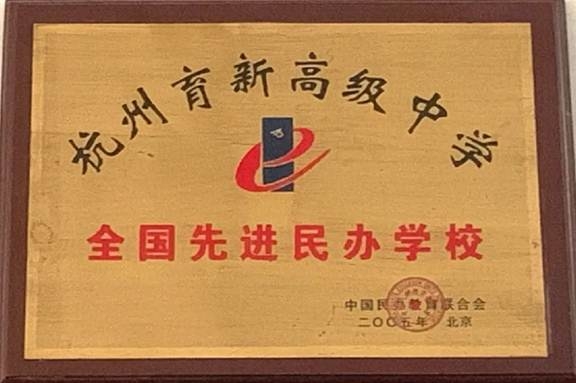 杭州育新高级中学
全国先进民办学校
中国民办教育联合会
二〇〇五年 北京